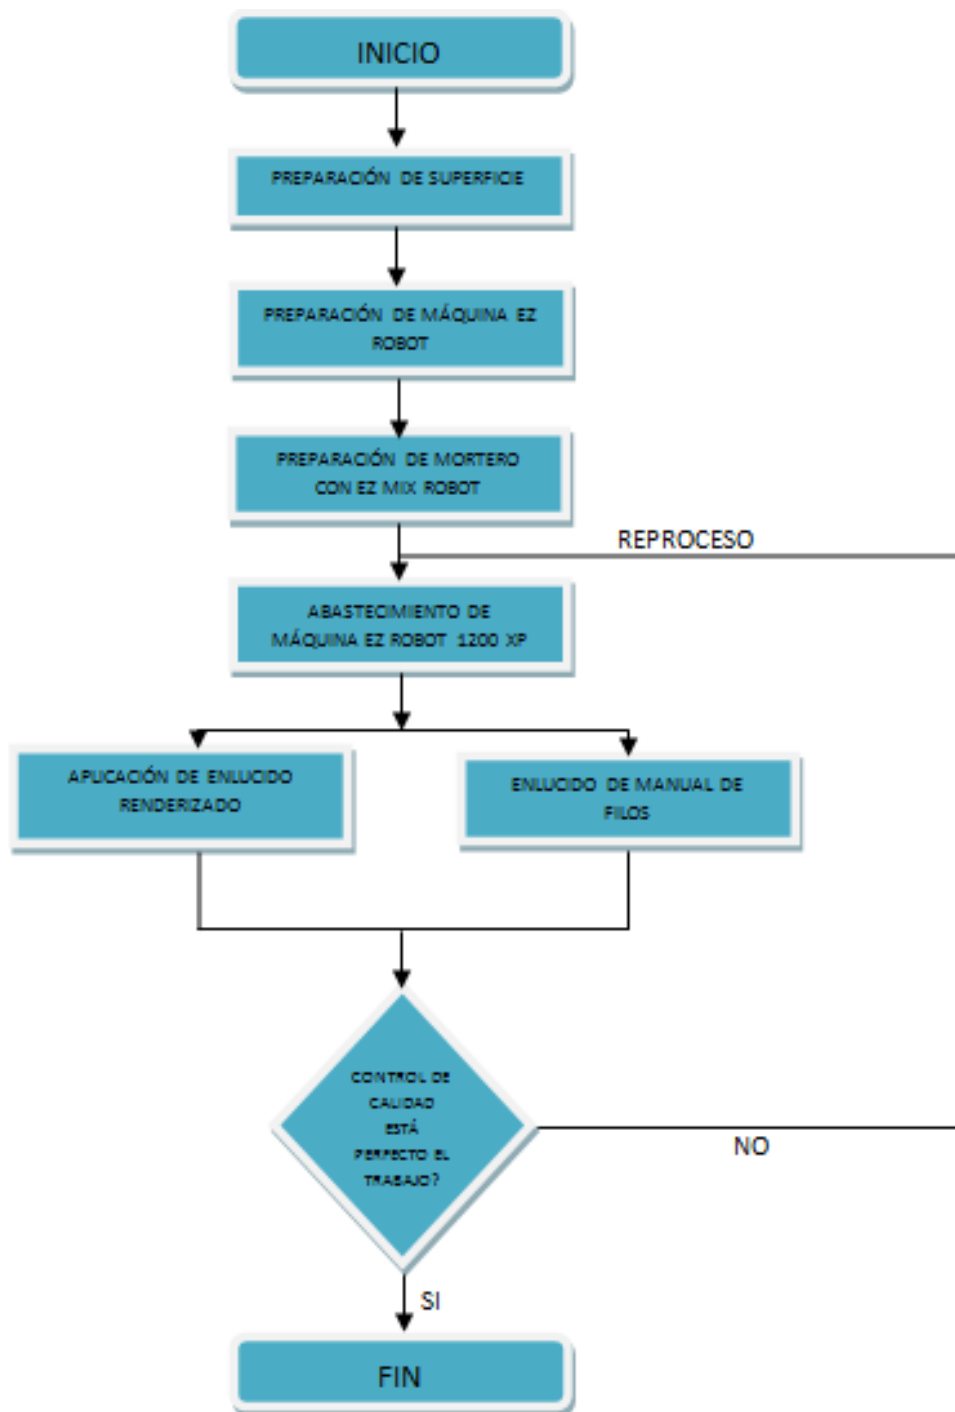 INICIO
PREPARACIÓN DE SUPERFICIE
PREPARACIÓN DE MÁQUINA EZ
ROBOT
PREPARACIÓN DE MORTERO
CON EZ MIX ROBOT
REPROCESO
ABASTECIMIENTO DE
MÁQUINA EZ ROBOT 1200 XP
APLICACIÓN DE ENLUCIDO
RENDERIZADO
ENLUCIDO DE MANUAL DE
FILOS
CONTROL DE
CALIDAD
ESTÁ
PERFECTO EL
TRABAJO?
NO
SI
FIN